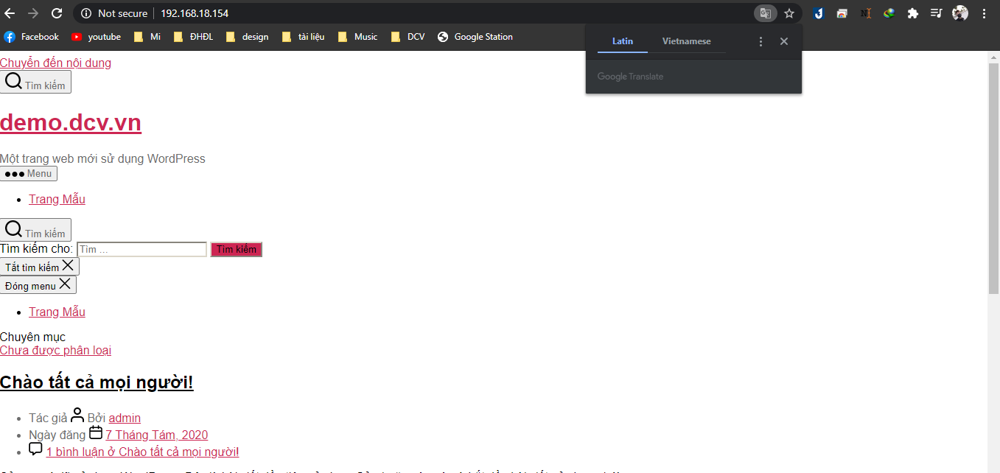 Not secure 192.168.18.154
Facebook youtube Mi ĐHĐL design tài liệu Music DCV Google Station
Latin Vietnamese
Google Translate
Chuyển đến nội dung
Tìm kiếm
demo.dcv.vn
Một trang web mới sử dụng WordPress
Menu
Trang Mẫu
Tìm kiếm
Tìm kiếm cho: Tìm ... Tìm kiếm
Tắt tìm kiếm
Đóng menu
Trang Mẫu
Chuyên mục
Chưa được phân loại
Chào tất cả mọi người!
Tác giả Bởi admin
Ngày đăng 7 Tháng Tám, 2020
1 bình luận ở Chào tất cả mọi người!